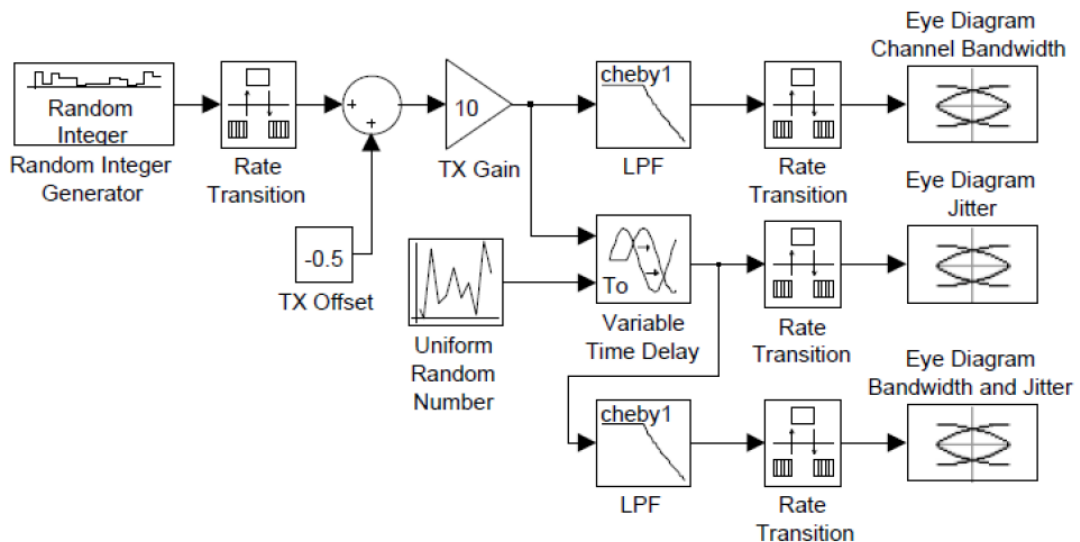 Eye Diagram
Channel Bandwidth
Random
Integer
Random Integer
Generator
Rate
Transition
+
+
10
TX Gain
cheby1
LPF
Rate
Transition
-0.5
TX Offset
Uniform
Random
Number
To
Variable
Time Delay
Rate
Transition
Eye Diagram
Jitter
cheby1
LPF
Rate
Transition
Eye Diagram
Bandwidth and Jitter